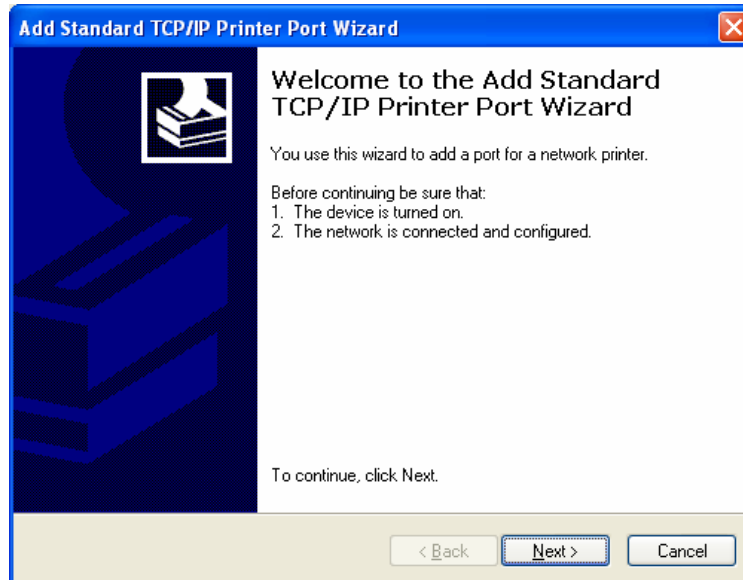 Add Standard TCP/IP Printer Port Wizard
Welcome to the Add Standard
TCP/IP Printer Port Wizard
You use this wizard to add a port for a network printer.
Before continuing be sure that:
1. The device is turned on.
2. The network is connected and configured.
To continue, click Next.
< Back Next > Cancel